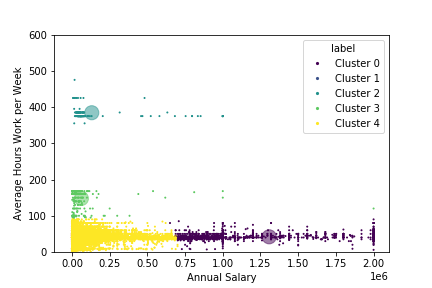 600
500
400
300
200
100
0
Average Hours Work per Week
label
Cluster 0
Cluster 1
Cluster 2
Cluster 3
Cluster 4
0.00 0.25 0.50 0.75 1.00 1.25 1.50 1.75 2.00
1e6
Annual Salary